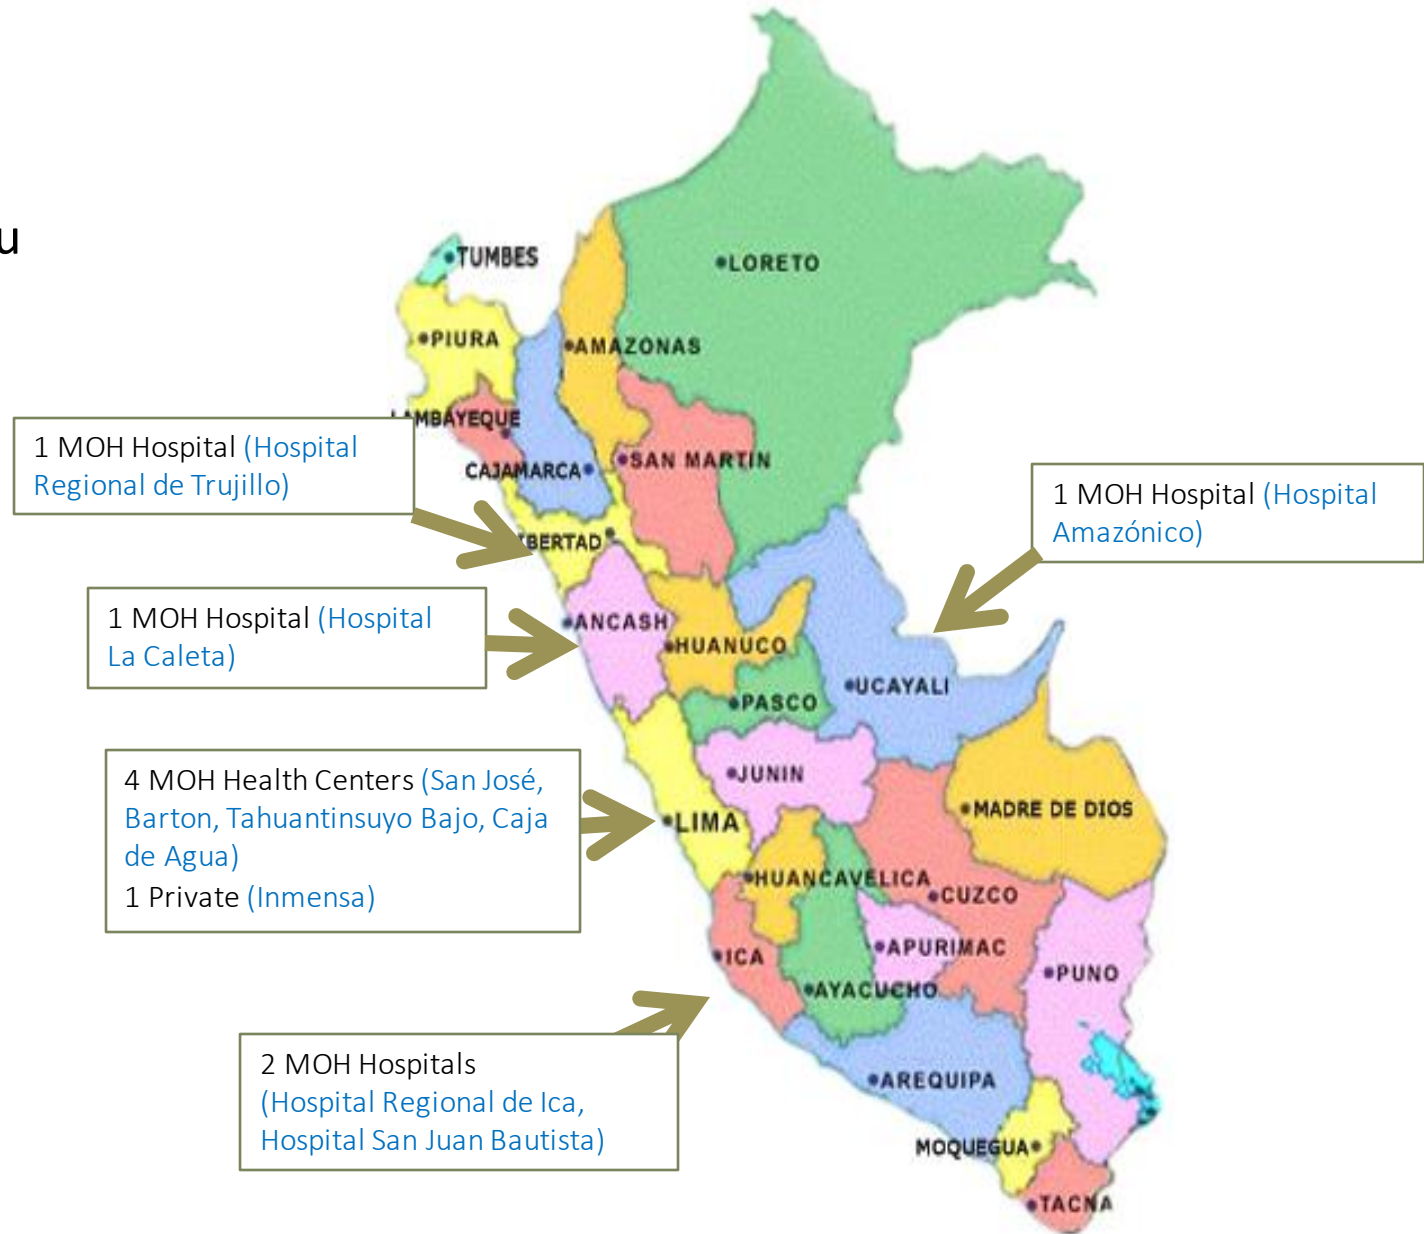 u
TUMBES
LORETO
PIURA
AMAZONAS
LAMBAYEQUE
1 MOH Hospital (Hospital
Regional de Trujillo)
CAJAMARCA
SAN MARTIN
1 MOH Hospital (Hospital
Amazónico)
IBERTAD
1 MOH Hospital (Hospital
La Caleta)
ANCASH
HUANUCO
UCAYALI
PASCO
4 MOH Health Centers (San José,
Barton, Tahuantinsuyo Bajo, Caja
de Agua)
1 Private (Inmensa)
JUNIN
LIMA
MADRE DE DIOS
HUANCAVELICA
CUZCO
ICA
APURIMAC
PUNO
AYACUCHO
2 MOH Hospitals
(Hospital Regional de Ica,
Hospital San Juan Bautista)
AREQUIPA
MOQUEGUA
TACNA